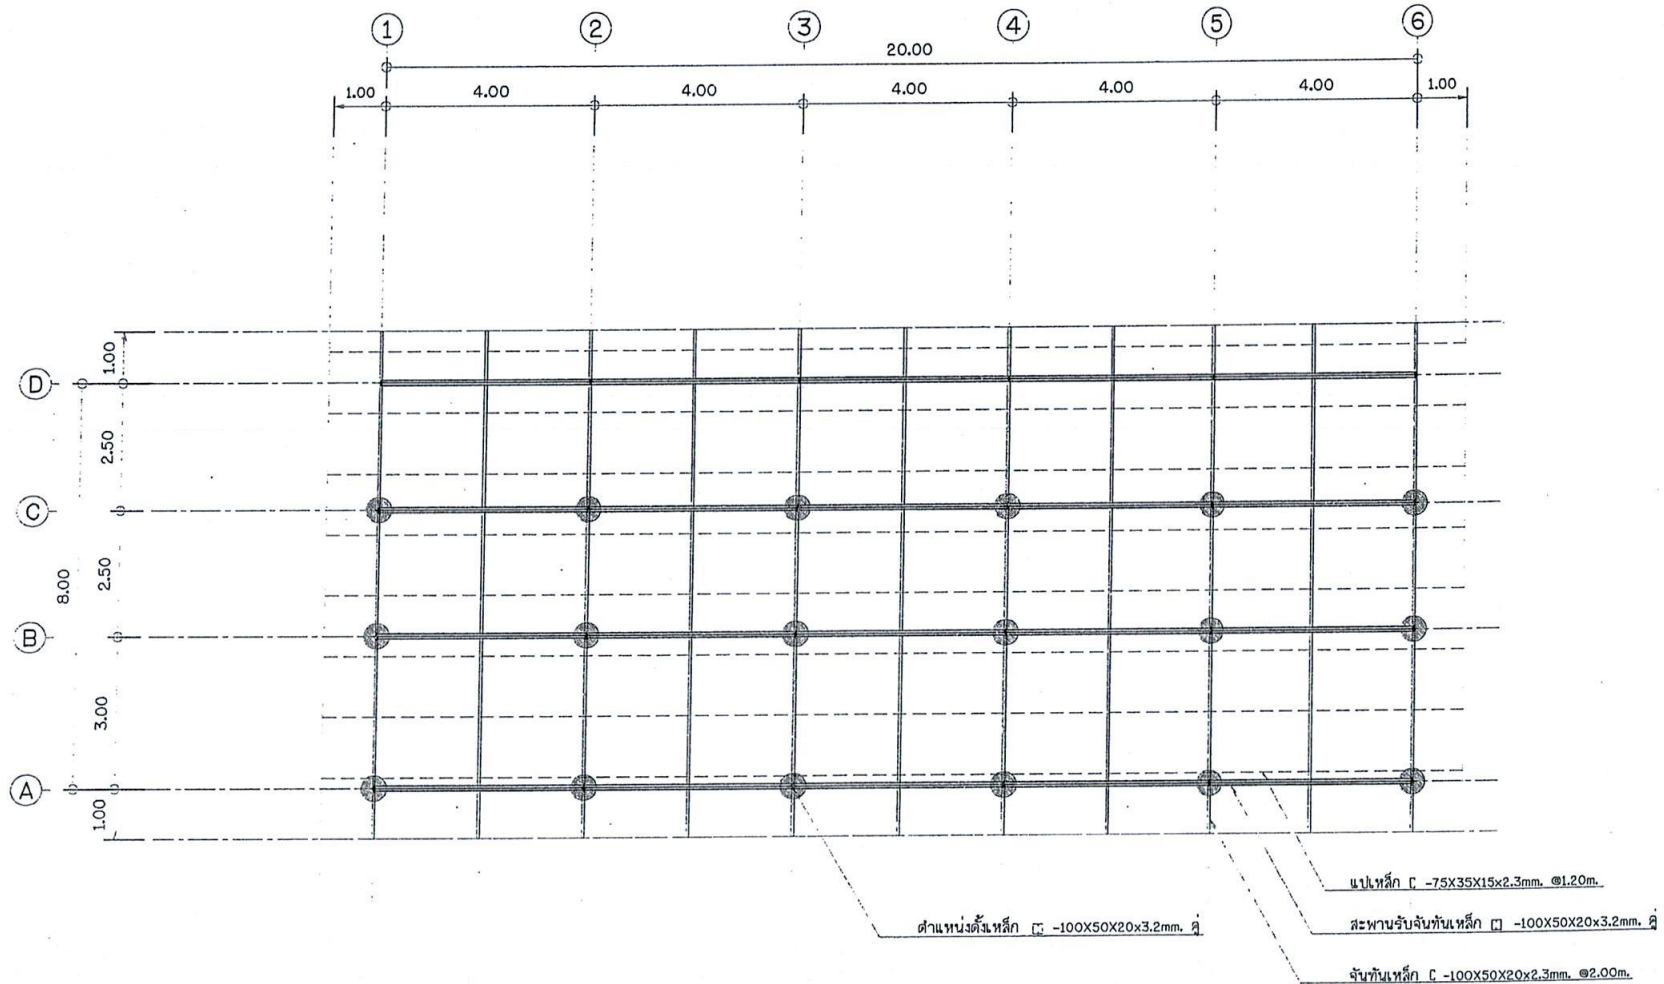 1 2 3 4 5 6
20.00
1.00 4.00 4.00 4.00 4.00 4.00 1.00
1.00
D
2.50
C
2.50
8.00
B
3.00
A
1.00
แปเหล็ก C -75X35X15x2.3mm. @1.20m.
ตำแหน่งดั้งเหล็ก -100X50X20x3.2mm. คู่
สะพานรับจันทันเหล็ก -100X50X20x3.2mm. คู่
จันทันเหล็ก C -100X50X20x2.3mm. @2.00m.